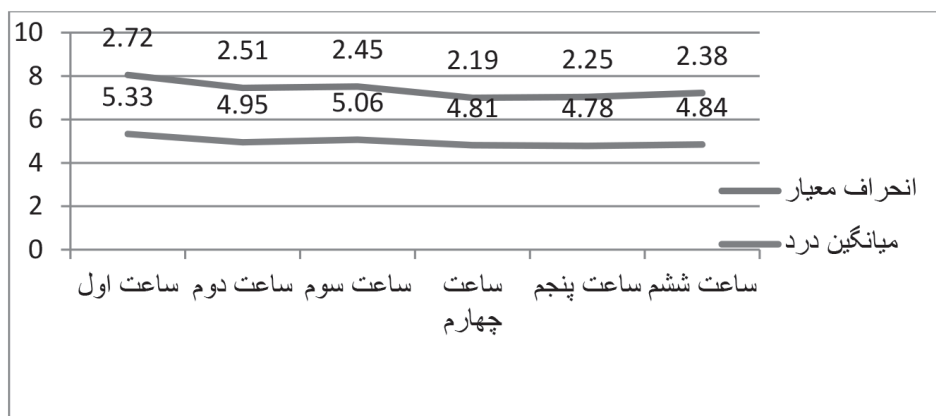 10
8
6
4
2
0
2.72 2.51 2.45 2.19 2.25 2.38
5.33 4.95 5.06 4.81 4.78 4.84
ساعت اول
ساعت دوم
ساعت سوم
ساعت
چهارم
ساعت پنجم
ساعت ششم
انحراف معیار
میانگین درد